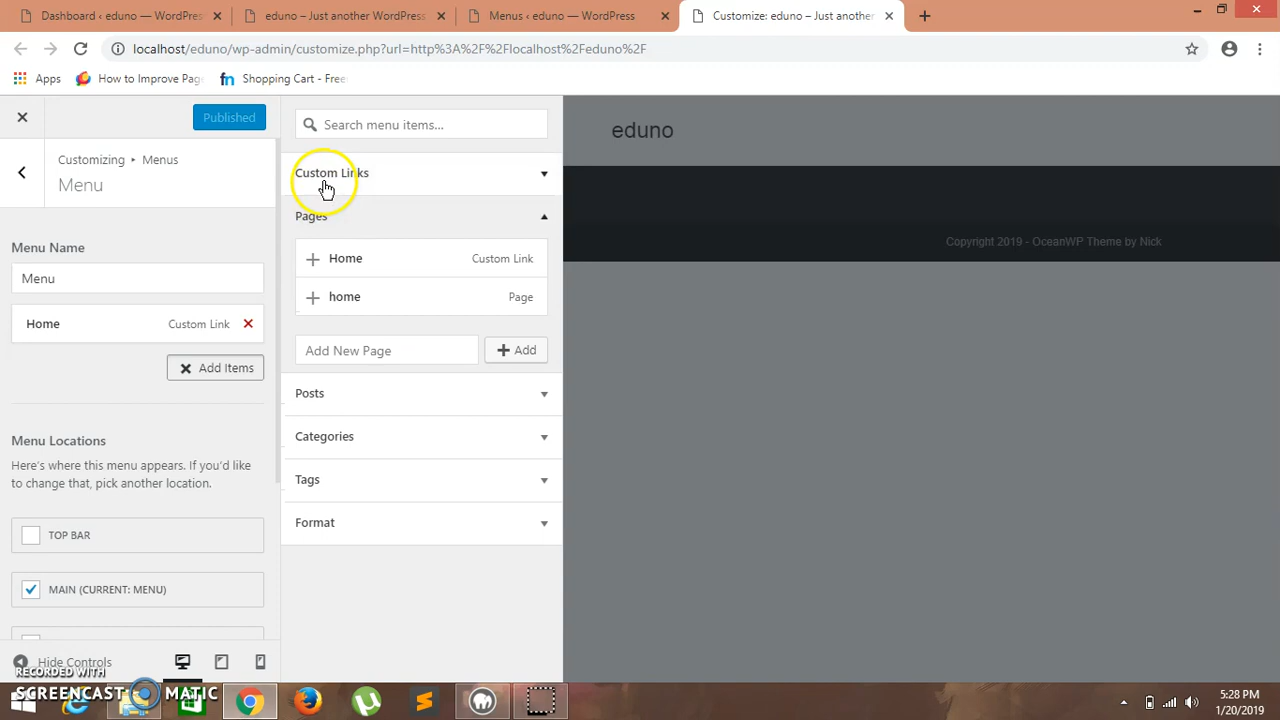 Dashboard ‹ eduno — WordPress
eduno – Just another WordPress
Menus ‹ eduno — WordPress
Customize: eduno – Just another
localhost/eduno/wp-admin/customize.php?url=http%3A%2F%2Flocalhost%2Feduno%2F
Apps
How to Improve Pag
fn
Shopping Cart - Free
Published
Customizing ▸ Menus
Menu
Menu Name
Menu
Home
Custom Link
Add Items
Menu Locations
Here's where this menu appears. If you'd like
to change that, pick another location.
TOP BAR
MAIN (CURRENT: MENU)
Hide Controls
Search menu items...
Custom Links
Pages
Home
Custom Link
home
Page
Add New Page
Add
Posts
Categories
Tags
Format
eduno
Copyright 2019 - OceanWP Theme by Nick
RECORDED WITH
SCREENCAST MATIC
5:28 PM
1/20/2019